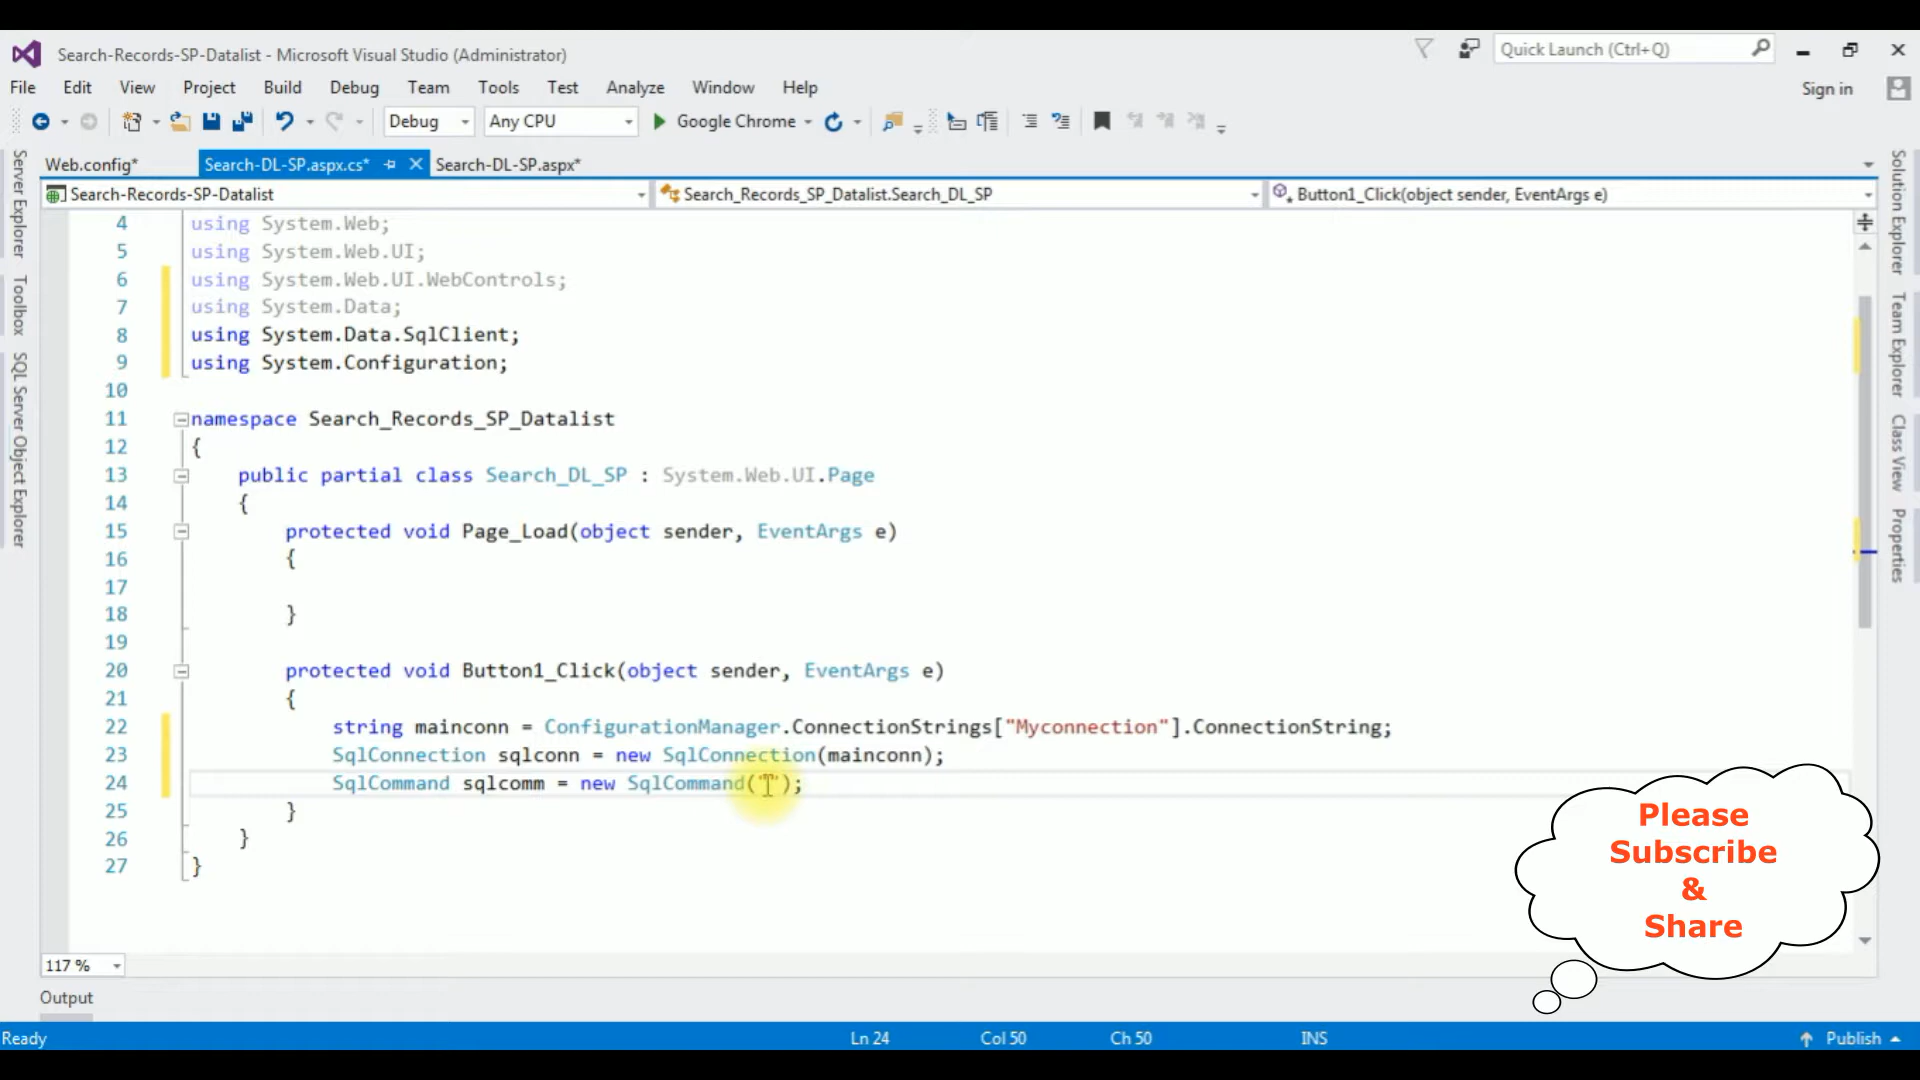 Search-Records-SP-Datalist - Microsoft Visual Studio (Administrator)
Quick Launch (Ctrl+Q)
File Edit View Project Build Debug Team Tools Test Analyze Window Help
Sign in
Debug Any CPU Google Chrome
Web.config* Search-DL-SP.aspx.cs* Search-DL-SP.aspx*
Search-Records-SP-Datalist Search_Records_SP_Datalist.Search_DL_SP Button1_Click(object sender, EventArgs e)
Server Explorer
Toolbox
SQL Server Object Explorer
4 using System.Web;
5 using System.Web.UI;
6 using System.Web.UI.WebControls;
7 using System.Data;
8 using System.Data.SqlClient;
9 using System.Configuration;
10
11 namespace Search_Records_SP_Datalist
12 {
13 public partial class Search_DL_SP : System.Web.UI.Page
14 {
15 protected void Page_Load(object sender, EventArgs e)
16 {
17
18 }
19
20 protected void Button1_Click(object sender, EventArgs e)
21 {
22 string mainconn = ConfigurationManager.ConnectionStrings["Myconnection"].ConnectionString;
23 SqlConnection sqlconn = new SqlConnection(mainconn);
24 SqlCommand sqlcomm = new SqlCommand("");
25 }
26 }
27 }
Solution Explorer
Team Explorer
Class View
Properties
Please
Subscribe
&
Share
117 %
Output
Ready Ln 24 Col 50 Ch 50 INS Publish